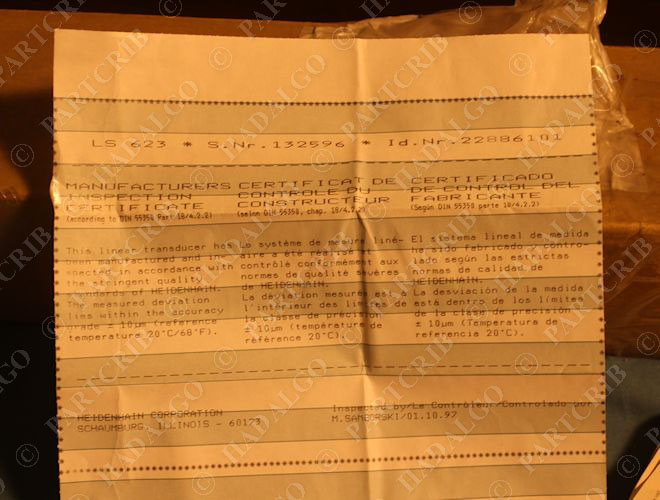 LS 623 * S.Nr.132596 * Id.Nr.22886101
MANUFACTURERS
INSPECTION
CERTIFICATE
(according to DIN 55350 Part 18/4.2.2)
This linear transducer has
been manufactured and in-
spected in accordance with
the stringent quality
standards of HEIDENHAIN.
The measured deviation
lies within the accuracy
grade ± 10µm (reference
temperature 20°C/68°F).
CERTIFICAT DE
CONTROLE DU
CONSTRUCTEUR
(selon DIN 55350, chap. 18/4.2.2)
Le système de mesure liné-
aire a été réalisé et
contrôlé conformément aux
normes de qualité sévères
de HEIDENHAIN.
La déviation mesurée est à
l'intérieur des limites de
la classe de précision
± 10µm (température de
référence 20°C).
CERTIFICADO
DE CONTROL DEL
FABRICANTE
(Según DIN 55350 parte 18/4.2.2)
El sistema lineal de medida
ha sido fabricado y contro-
lado según las estrictas
normas de calidad de
HEIDENHAIN.
La desviación de la medida
está dentro de los límites
de la clase de precisión
± 10µm (Temperatura de
referencia 20°C).
HEIDENHAIN CORPORATION
SCHAUMBURG, ILLINOIS - 60173
Inspected by/Le Contrôleur/Controlado por
M.SAMBORSKI/01.10.97
© HADALGO
PARTCRIB